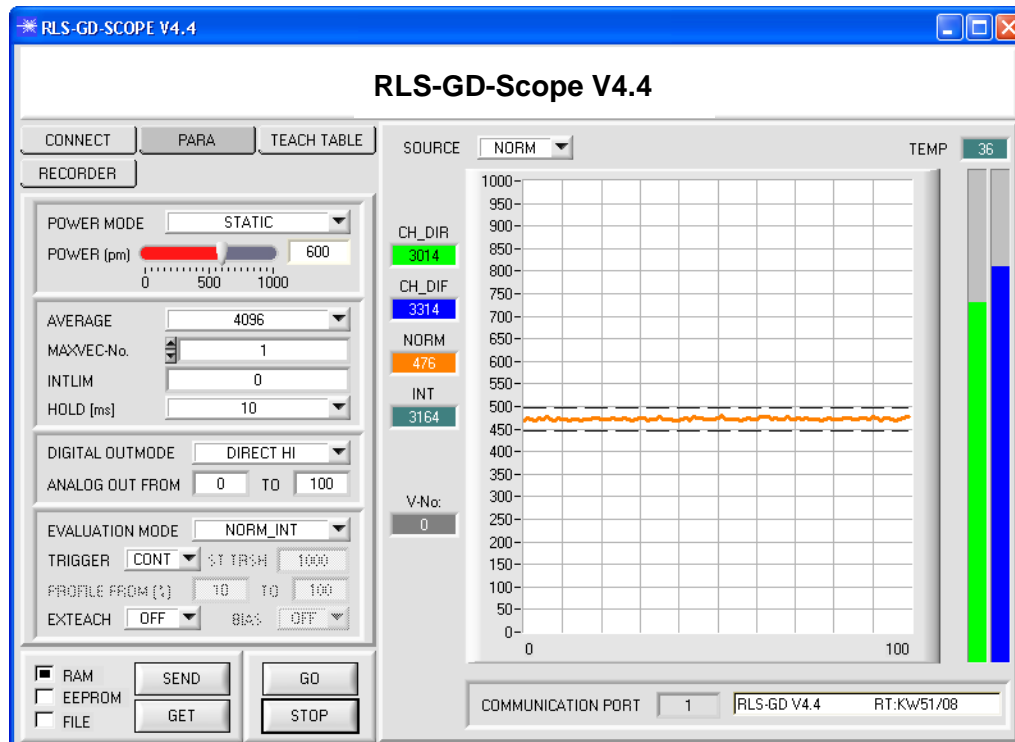 RLS-GD-SCOPE V4.4
RLS-GD-Scope V4.4
CONNECT PARA TEACH TABLE
RECORDER
POWER MODE STATIC
POWER (pm) 600
0 500 1000
AVERAGE 4096
MAXVEC-No. 1
INTLIM 0
HOLD [ms] 10
DIGITAL OUTMODE DIRECT HI
ANALOG OUT FROM 0 TO 100
EVALUATION MODE NORM_INT
TRIGGER CONT ST TRSH 1000
PROFILE FROM (%) 10 TO 100
EXTEACH OFF BIAS OFF
RAM
EEPROM
FILE
SEND GO
GET STOP
SOURCE NORM TEMP 36
CH_DIR
3014
CH_DIF
3314
NORM
476
INT
3164
V-No:
0
1000
950
900
850
800
750
700
650
600
550
500
450
400
350
300
250
200
150
100
50
0
0 100
COMMUNICATION PORT 1 RLS-GD V4.4 RT:KW51/08